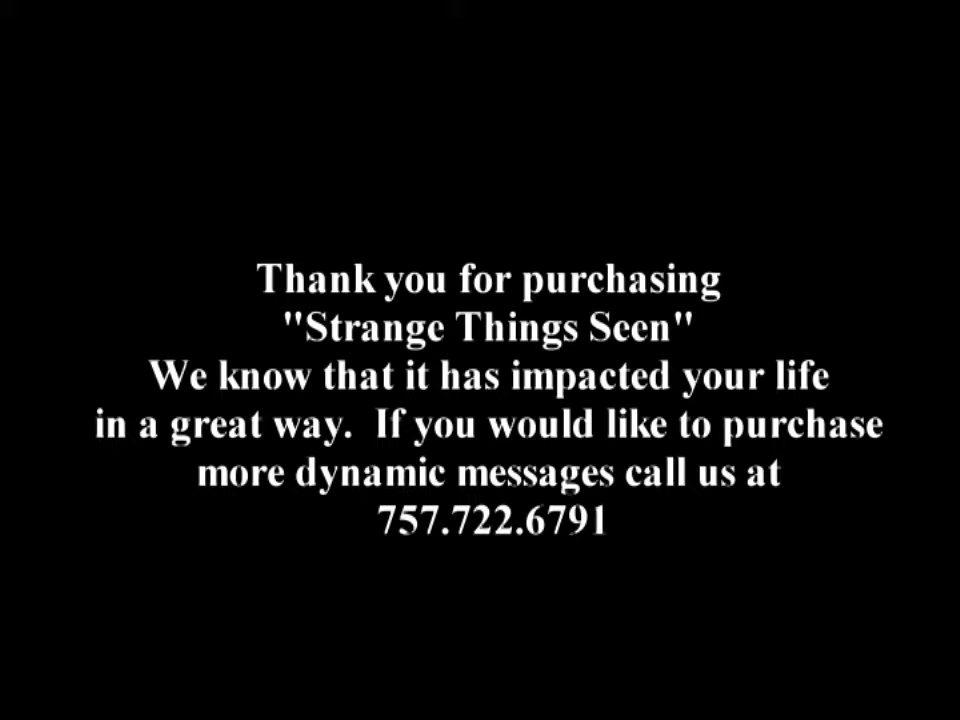 Thank you for purchasing
"Strange Things Seen"
We know that it has impacted your life
in a great way.  If you would like to purchase
more dynamic messages call us at
757.722.6791